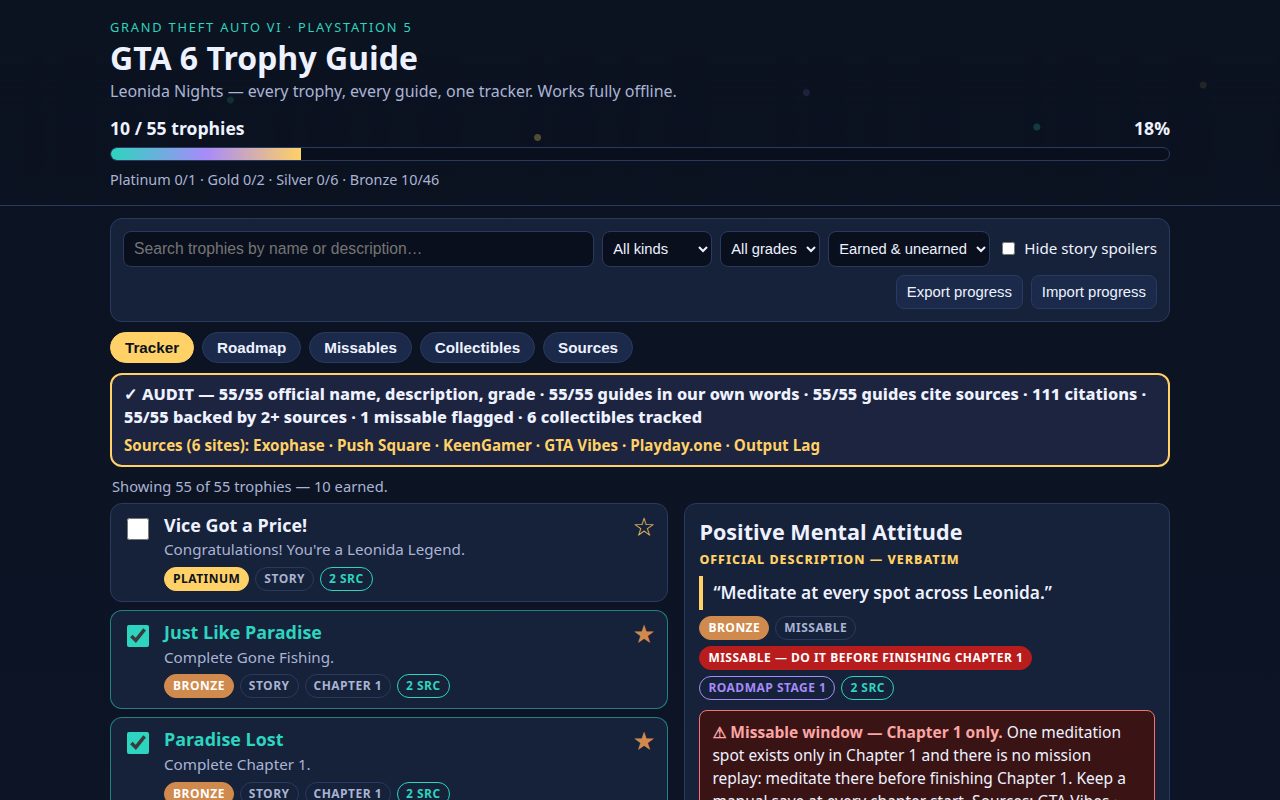 GRAND THEFT AUTO VI · PLAYSTATION 5
GTA 6 Trophy Guide
Leonida Nights — every trophy, every guide, one tracker. Works fully offline.
10 / 55 trophies
18%
Platinum 0/1 · Gold 0/2 · Silver 0/6 · Bronze 10/46
Search trophies by name or description…
All kinds
All grades
Earned & unearned
Hide story spoilers
Export progress
Import progress
Tracker
Roadmap
Missables
Collectibles
Sources
✓ AUDIT — 55/55 official name, description, grade · 55/55 guides in our own words · 55/55 guides cite sources · 111 citations ·
55/55 backed by 2+ sources · 1 missable flagged · 6 collectibles tracked
Sources (6 sites): Exophase · Push Square · KeenGamer · GTA Vibes · Playday.one · Output Lag
Showing 55 of 55 trophies — 10 earned.
Vice Got a Price!
☆
Congratulations! You're a Leonida Legend.
PLATINUM
STORY
2 SRC
Just Like Paradise
★
Complete Gone Fishing.
BRONZE
STORY
CHAPTER 1
2 SRC
Paradise Lost
★
Complete Chapter 1.
BRONZE
STORY
CHAPTER 1
2 SRC
Positive Mental Attitude
OFFICIAL DESCRIPTION — VERBATIM
“Meditate at every spot across Leonida.”
BRONZE
MISSABLE
MISSABLE — DO IT BEFORE FINISHING CHAPTER 1
ROADMAP STAGE 1
2 SRC
⚠ Missable window — Chapter 1 only. One meditation
spot exists only in Chapter 1 and there is no mission
replay: meditate there before finishing Chapter 1. Keep a
manual save at every chapter start. Sources: GTA Vibes